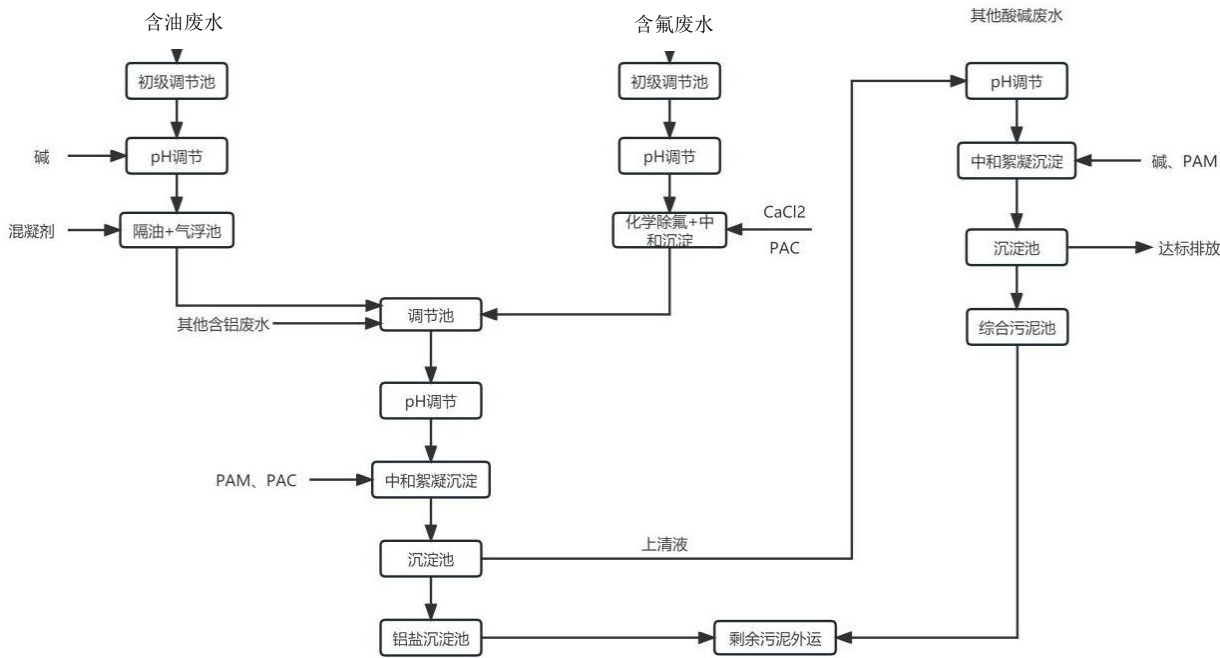 含油废水
含氟废水
其他酸碱废水
初级调节池
初级调节池
pH调节
碱
pH调节
pH调节
中和絮凝沉淀
碱、PAM
混凝剂
隔油+气浮池
化学除氟+中
和沉淀
CaCl2
PAC
沉淀池
达标排放
其他含铝废水
调节池
综合污泥池
pH调节
PAM、PAC
中和絮凝沉淀
沉淀池
上清液
铝盐沉淀池
剩余污泥外运